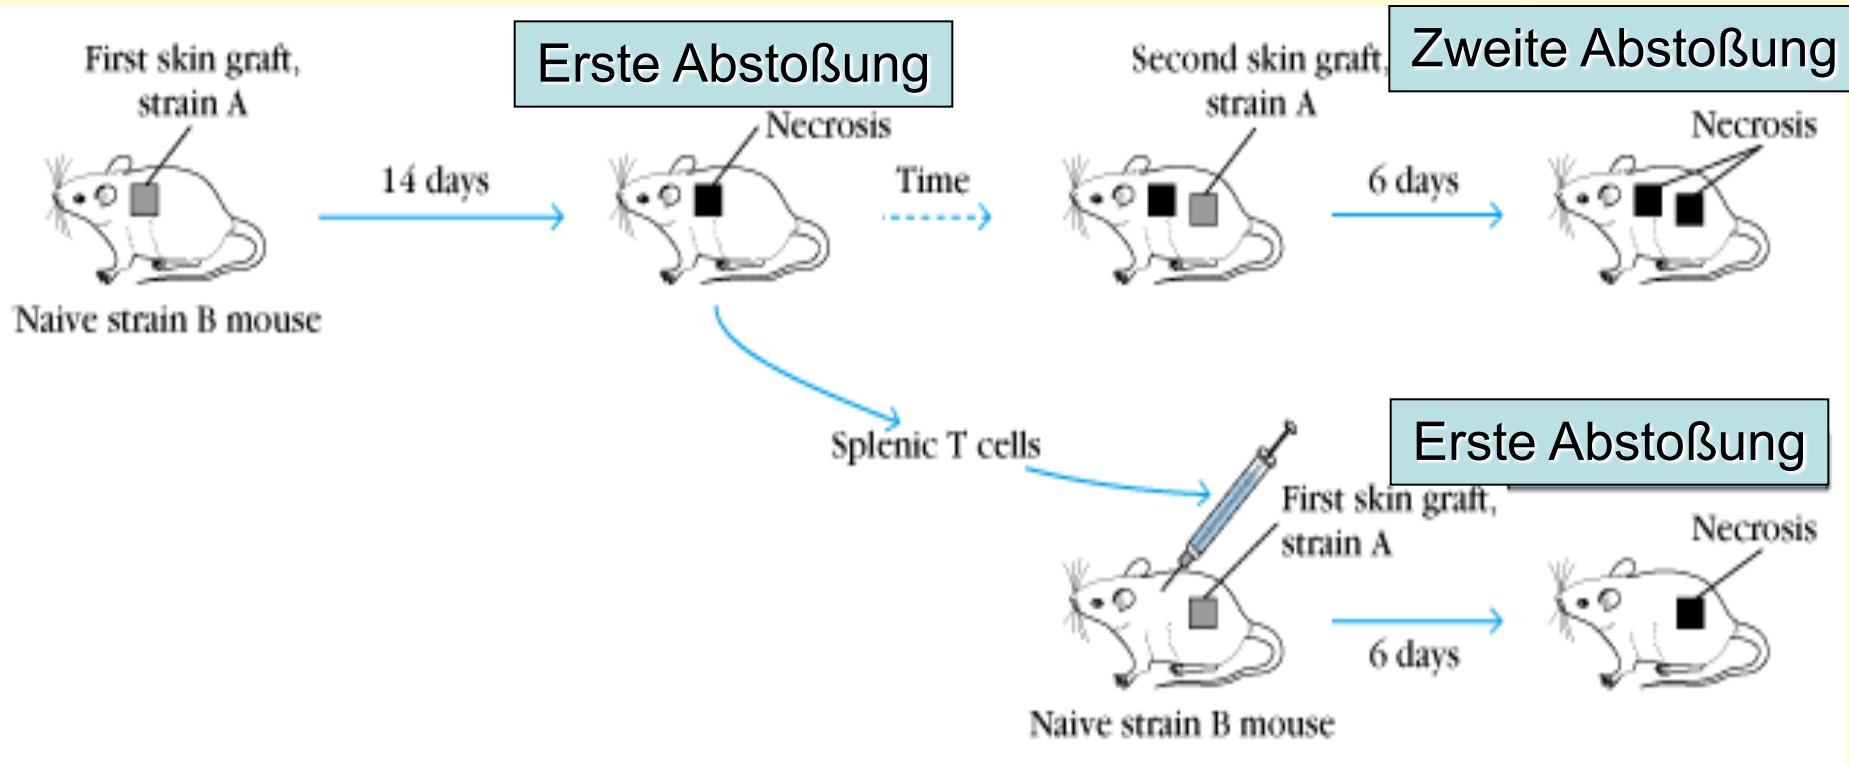 First skin graft,
strain A
Erste Abstoßung
Necrosis
14 days
Naive strain B mouse
Time
Second skin graft,
strain A
Zweite Abstoßung
Necrosis
6 days
Splenic T cells
Erste Abstoßung
First skin graft,
strain A
Necrosis
6 days
Naive strain B mouse